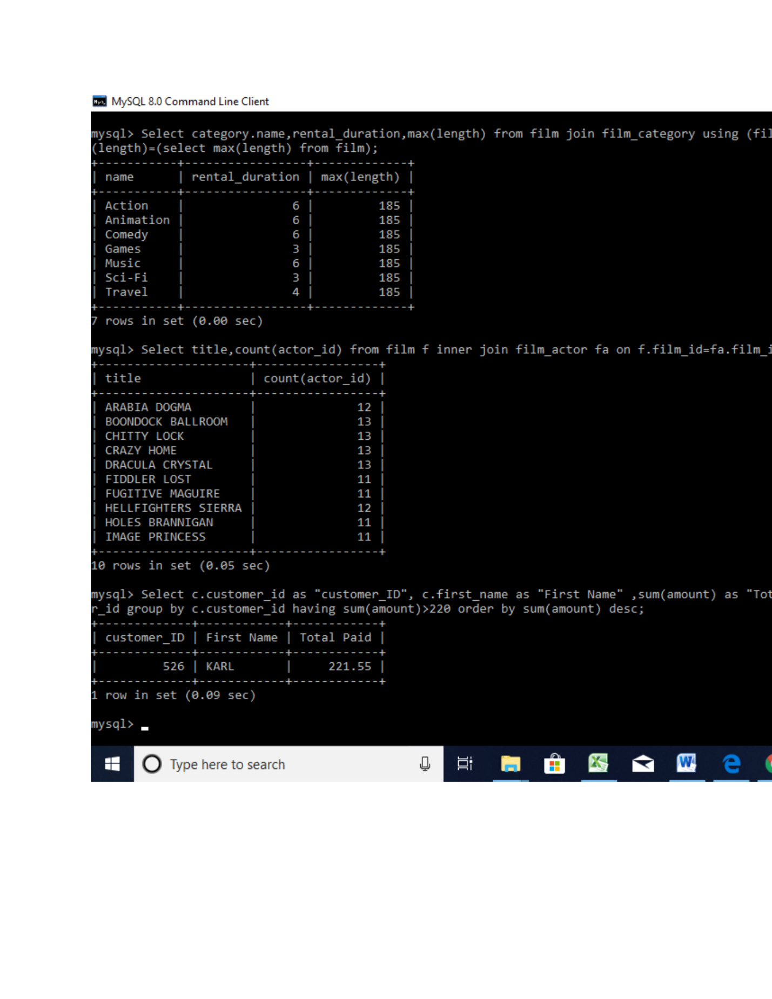 MySQL 8.0 Command Line Client
mysql> Select category.name,rental_duration,max(length) from film join film_category using (fil
(length)=(select max(length) from film);
+-----------+-----------------+-------------+
| name      | rental_duration | max(length) |
+-----------+-----------------+-------------+
| Action    |               6 |         185 |
| Animation |               6 |         185 |
| Comedy    |               6 |         185 |
| Games     |               3 |         185 |
| Music     |               6 |         185 |
| Sci-Fi    |               3 |         185 |
| Travel    |               4 |         185 |
+-----------+-----------------+-------------+
7 rows in set (0.00 sec)
mysql> Select title,count(actor_id) from film f inner join film_actor fa on f.film_id=fa.film_i
+---------------------+-----------------+
| title               | count(actor_id) |
+---------------------+-----------------+
| ARABIA DOGMA        |              12 |
| BOONDOCK BALLROOM   |              13 |
| CHITTY LOCK         |              13 |
| CRAZY HOME          |              13 |
| DRACULA CRYSTAL     |              13 |
| FIDDLER LOST        |              11 |
| FUGITIVE MAGUIRE    |              11 |
| HELLFIGHTERS SIERRA |              12 |
| HOLES BRANNIGAN     |              11 |
| IMAGE PRINCESS      |              11 |
+---------------------+-----------------+
10 rows in set (0.05 sec)
mysql> Select c.customer_id as "customer_ID", c.first_name as "First Name" ,sum(amount) as "Tot
r_id group by c.customer_id having sum(amount)>220 order by sum(amount) desc;
+-------------+------------+------------+
| customer_ID | First Name | Total Paid |
+-------------+------------+------------+
|         526 | KARL       |     221.55 |
+-------------+------------+------------+
1 row in set (0.09 sec)
mysql>
Type here to search